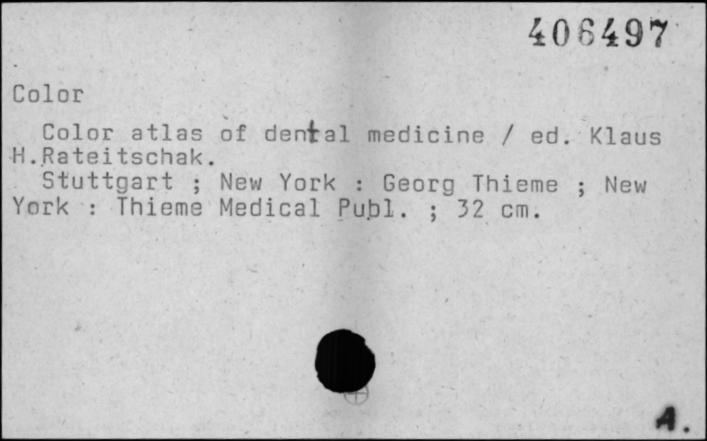 406497
Color
Color atlas of dental medicine / ed. Klaus
H.Rateitschak.
Stuttgart ; New York : Georg Thieme ; New
York : Thieme Medical Publ. ; 32 cm.
A.